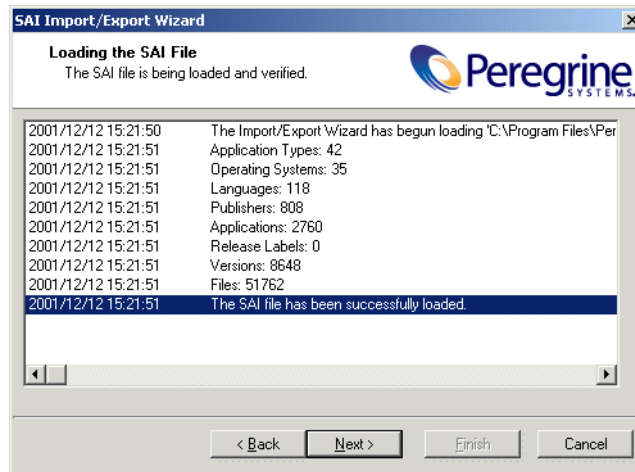 SAI Import/Export Wizard
Loading the SAI File
The SAI file is being loaded and verified.
Peregrine
SYSTEMS
2001/12/12 15:21:50 The Import/Export Wizard has begun loading 'C:\Program Files\Per
2001/12/12 15:21:51 Application Types: 42
2001/12/12 15:21:51 Operating Systems: 35
2001/12/12 15:21:51 Languages: 118
2001/12/12 15:21:51 Publishers: 808
2001/12/12 15:21:51 Applications: 2760
2001/12/12 15:21:51 Release Labels: 0
2001/12/12 15:21:51 Versions: 8648
2001/12/12 15:21:51 Files: 51762
2001/12/12 15:21:51 The SAI file has been successfully loaded.
< Back Next > Finish Cancel